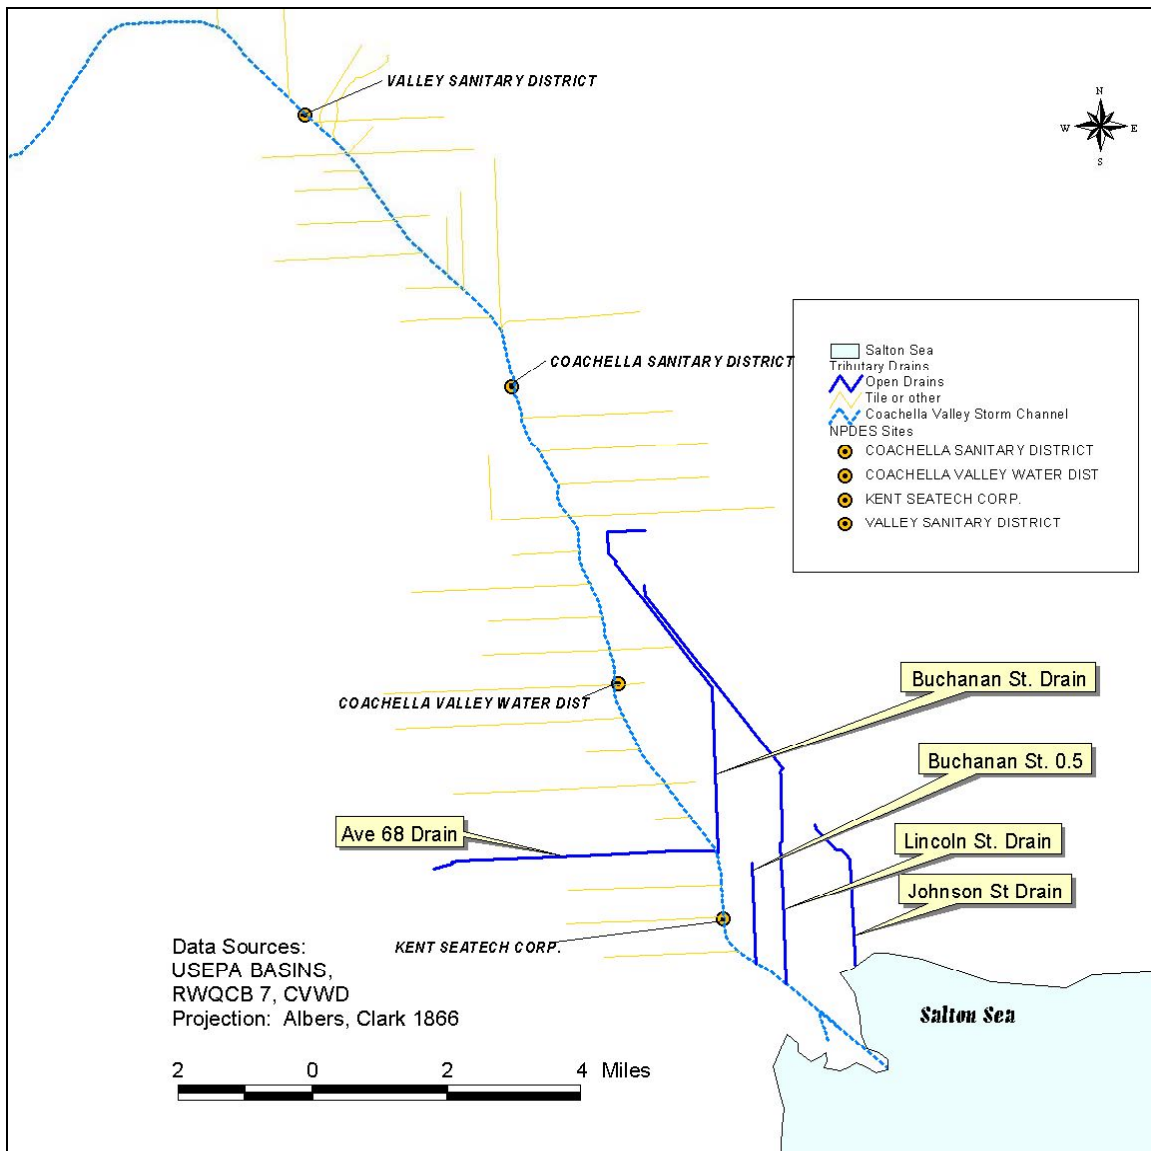 VALLEY SANITARY DISTRICT
N
W E
S
COACHELLA SANITARY DISTRICT
Salton Sea
Tributary Drains
Open Drains
Tile or other
Coachella Valley Storm Channel
NPDES Sites
COACHELLA SANITARY DISTRICT
COACHELLA VALLEY WATER DIST
KENT SEATECH CORP.
VALLEY SANITARY DISTRICT
Buchanan St. Drain
COACHELLA VALLEY WATER DIST
Buchanan St. 0.5
Ave 68 Drain
Lincoln St. Drain
Johnson St Drain
KENT SEATECH CORP.
Data Sources:
USEPA BASINS,
RWQCB 7, CVWD
Projection: Albers, Clark 1866
Salton Sea
2 0 2 4 Miles